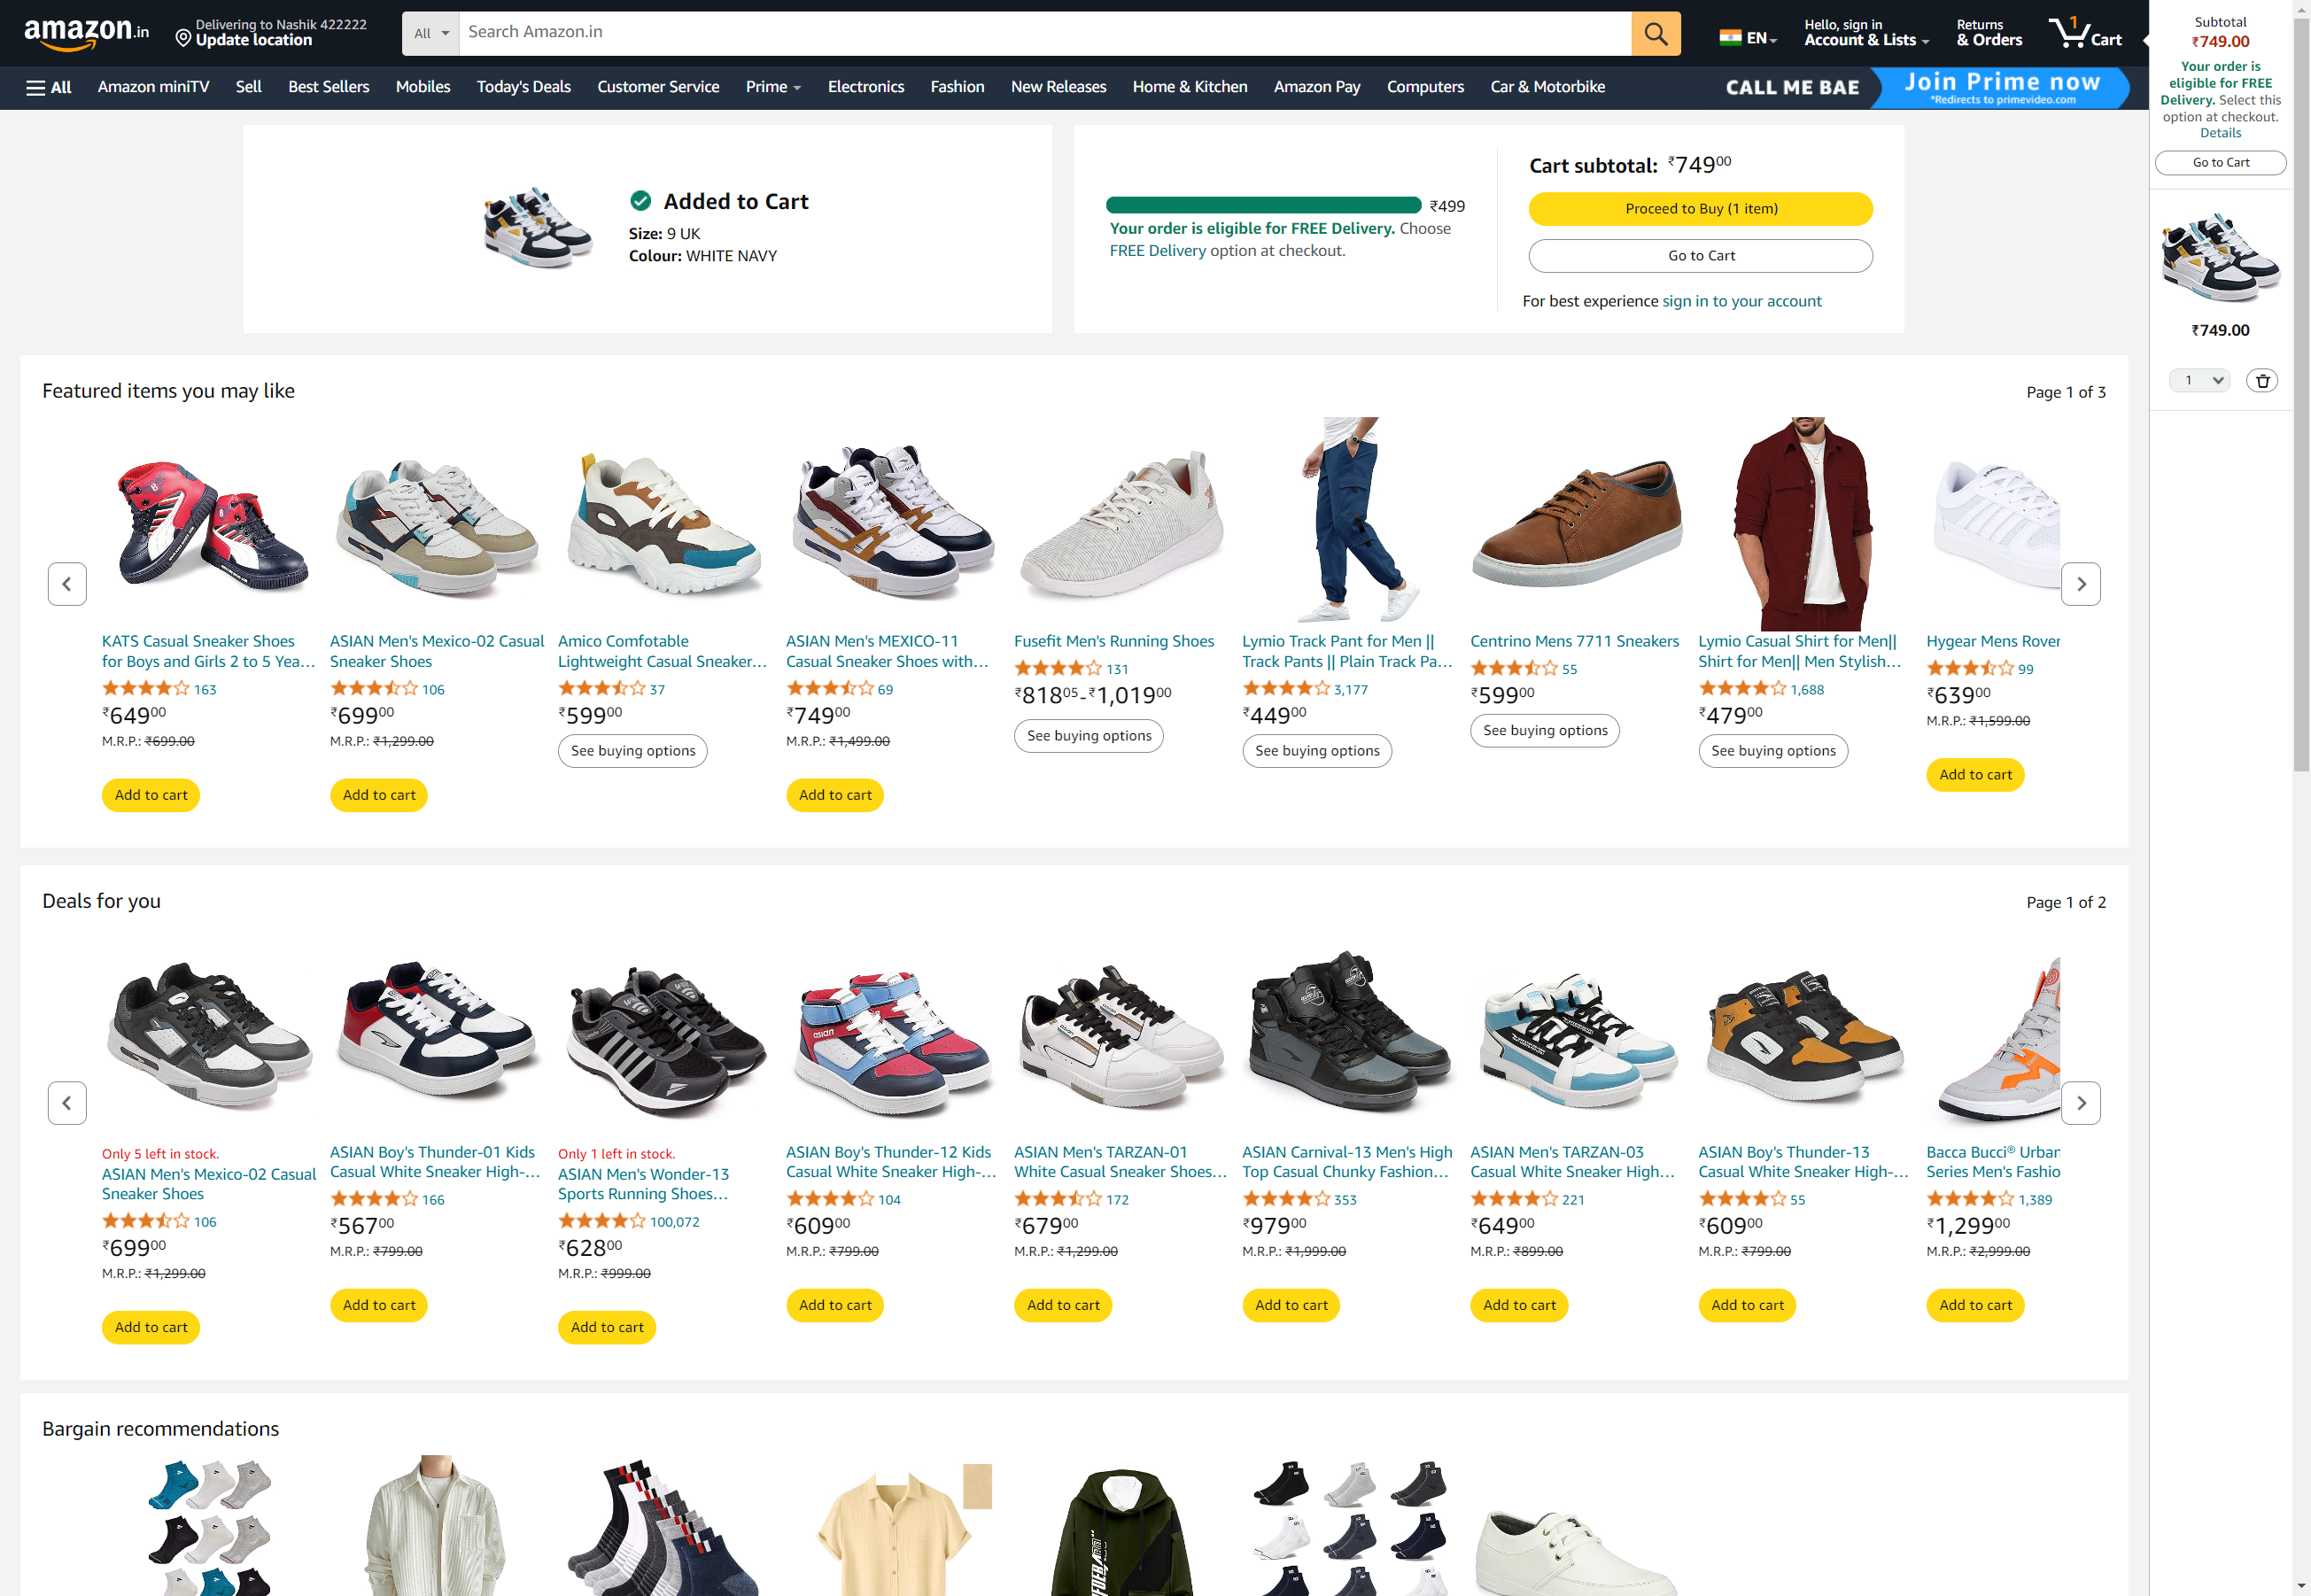 amazon.in
Delivering to Nashik 422222
Update location
All
Search Amazon.in
EN
Hello, sign in
Account & Lists
Returns
& Orders
1
Cart
All
Amazon miniTV
Sell
Best Sellers
Mobiles
Today's Deals
Customer Service
Prime
Electronics
Fashion
New Releases
Home & Kitchen
Amazon Pay
Computers
Car & Motorbike
CALL ME BAE
Join Prime now
*Redirects to primevideo.com
Subtotal
₹749.00
Your order is
eligible for FREE
Delivery. Select this
option at checkout.
Details
Go to Cart
₹749.00
1
Added to Cart
Size: 9 UK
Colour: WHITE NAVY
₹499
Your order is eligible for FREE Delivery. Choose
FREE Delivery option at checkout.
Cart subtotal: ₹74900
Proceed to Buy (1 item)
Go to Cart
For best experience sign in to your account
Featured items you may like
Page 1 of 3
KATS Casual Sneaker Shoes
for Boys and Girls 2 to 5 Yea...
163
₹64900
M.R.P.: ₹699.00
Add to cart
ASIAN Men's Mexico-02 Casual
Sneaker Shoes
106
₹69900
M.R.P.: ₹1,299.00
Add to cart
Amico Comfotable
Lightweight Casual Sneaker...
37
₹59900
See buying options
ASIAN Men's MEXICO-11
Casual Sneaker Shoes with...
69
₹74900
M.R.P.: ₹1,499.00
Add to cart
Fusefit Men's Running Shoes
131
₹81805-₹1,01900
See buying options
Lymio Track Pant for Men ||
Track Pants || Plain Track Pa...
3,177
₹44900
See buying options
Centrino Mens 7711 Sneakers
55
₹59900
See buying options
Lymio Casual Shirt for Men||
Shirt for Men|| Men Stylish...
1,688
₹47900
See buying options
Hygear Mens Rover
99
₹63900
M.R.P.: ₹1,599.00
Add to cart
Deals for you
Page 1 of 2
Only 5 left in stock.
ASIAN Men's Mexico-02 Casual
Sneaker Shoes
106
₹69900
M.R.P.: ₹1,299.00
Add to cart
ASIAN Boy's Thunder-01 Kids
Casual White Sneaker High-...
166
₹56700
M.R.P.: ₹799.00
Add to cart
Only 1 left in stock.
ASIAN Men's Wonder-13
Sports Running Shoes...
100,072
₹62800
M.R.P.: ₹999.00
Add to cart
asian
ASIAN Boy's Thunder-12 Kids
Casual White Sneaker High-...
104
₹60900
M.R.P.: ₹799.00
Add to cart
ASIAN Men's TARZAN-01
White Casual Sneaker Shoes...
172
₹67900
M.R.P.: ₹1,299.00
Add to cart
ASIAN Carnival-13 Men's High
Top Casual Chunky Fashion...
353
₹97900
M.R.P.: ₹1,999.00
Add to cart
ASIAN Men's TARZAN-03
Casual White Sneaker High...
221
₹64900
M.R.P.: ₹899.00
Add to cart
ASIAN Boy's Thunder-13
Casual White Sneaker High-...
55
₹60900
M.R.P.: ₹799.00
Add to cart
Bacca Bucci® Urban
Series Men's Fashio
1,389
₹1,29900
M.R.P.: ₹2,999.00
Add to cart
Bargain recommendations